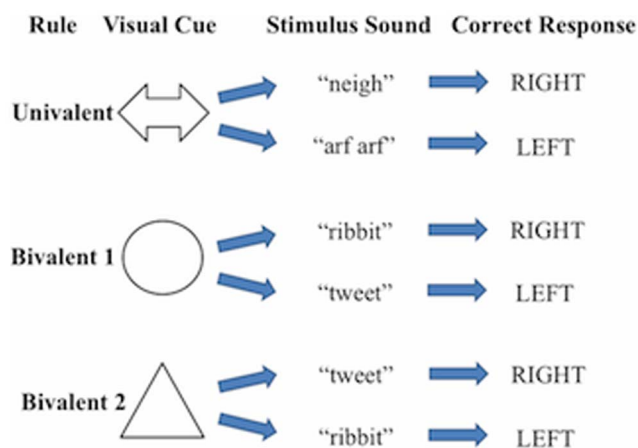 Rule Visual Cue Stimulus Sound Correct Response
“neigh” RIGHT
Univalent
“arf arf” LEFT
“ribbit” RIGHT
Bivalent 1
“tweet” LEFT
“tweet” RIGHT
Bivalent 2
“ribbit” LEFT